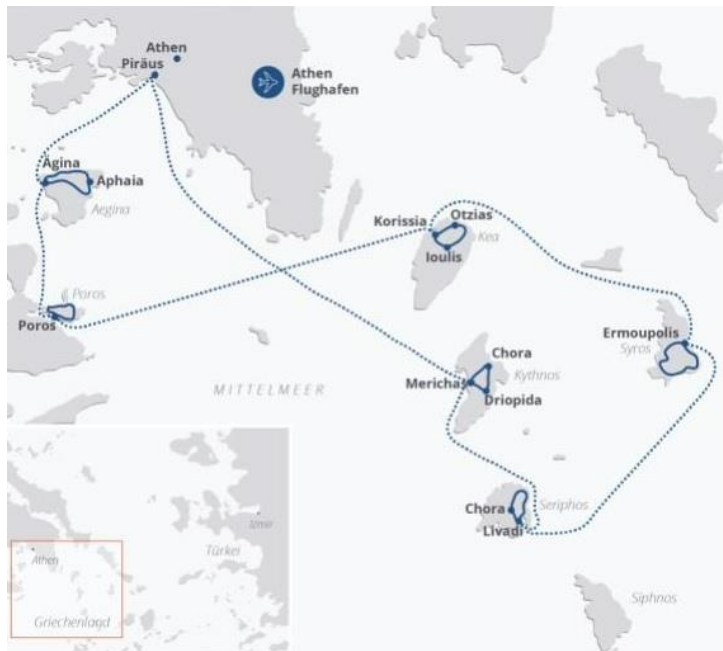 Athen
Piräus
Athen
Flughafen
Ägina
Aphaia
Aegina
Korissia
Otzias
Kea
Ioulis
Poros
Poros
Ermoupolis
Syros
Chora
Merichas
Kythnos
Driopida
MITTELMEER
Chora
Seriphos
Livadi
Izmir
Türkei
Athen
Griechenland
Siphnos